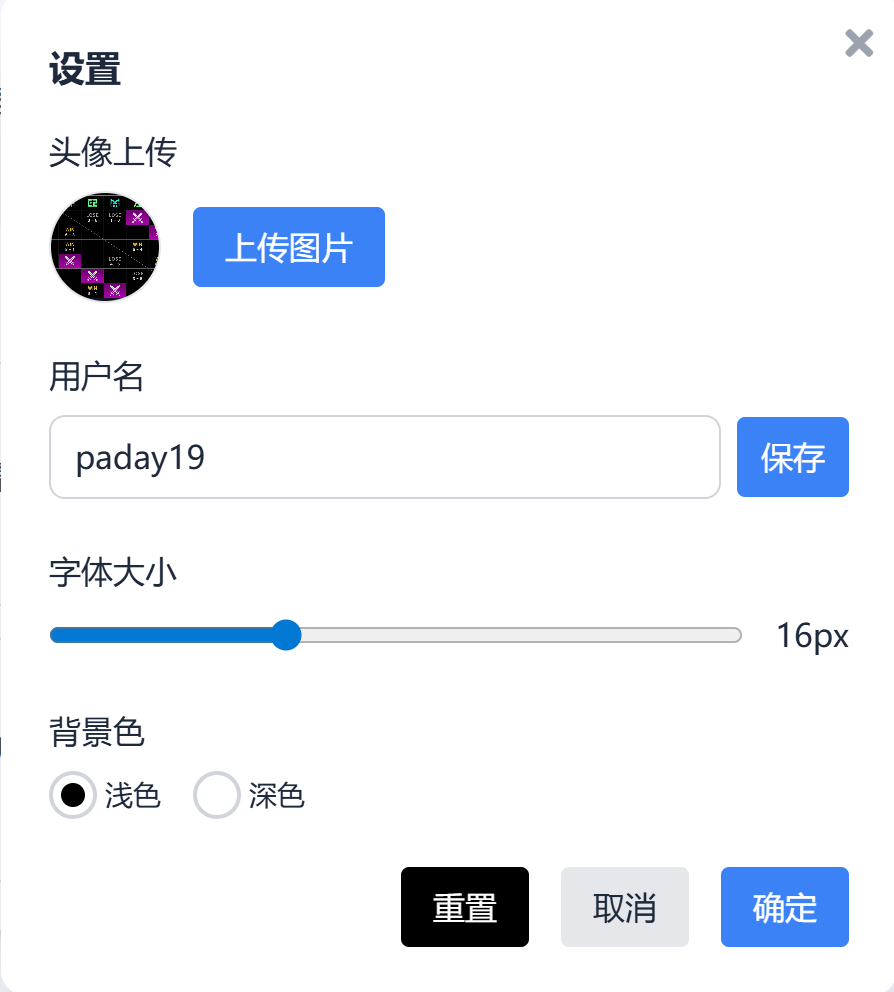 设置
头像上传
上传图片
用户名
paday19
保存
字体大小
16px
背景色
浅色
深色
重置
取消
确定